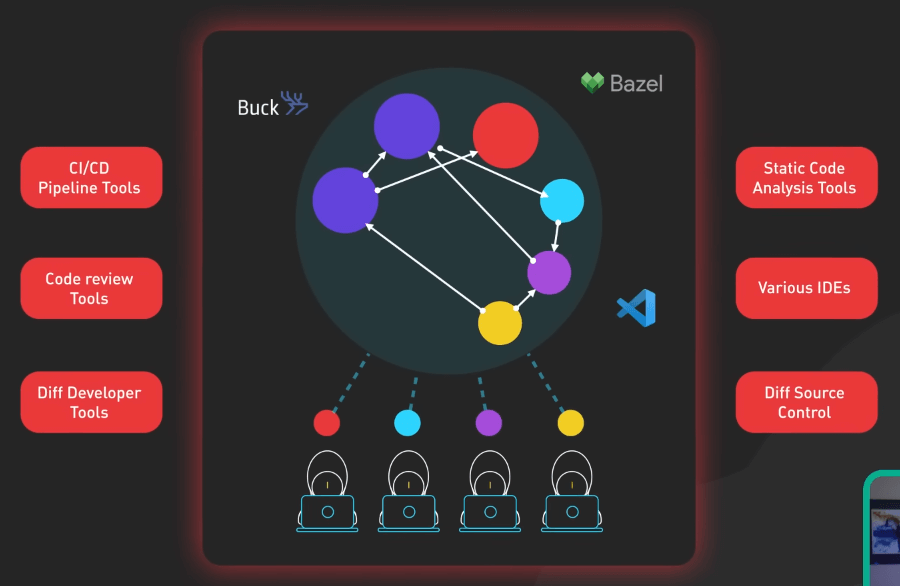 Buck
Bazel
CI/CD
Pipeline Tools
Code review
Tools
Diff Developer
Tools
Static Code
Analysis Tools
Various IDEs
Diff Source
Control